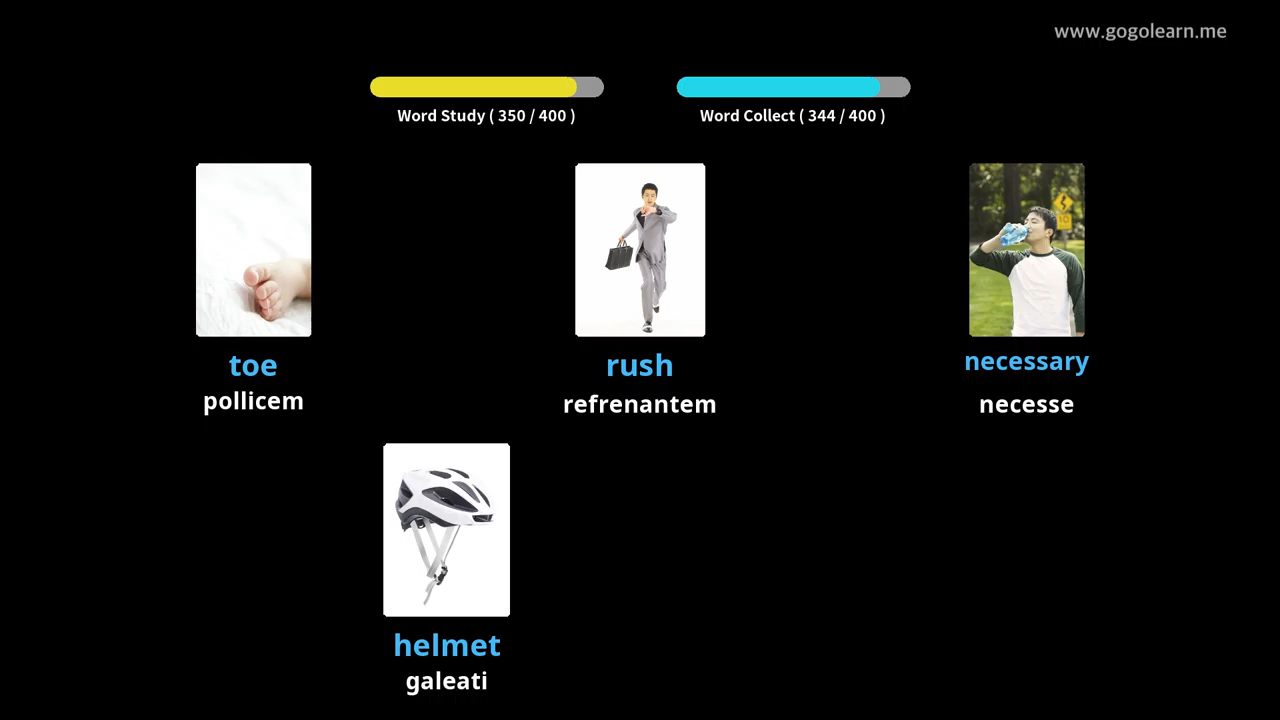 www.gogolearn.me
Word Study ( 350 / 400 )
Word Collect ( 344 / 400 )
toe
pollicem
rush
refrenantem
necessary
necesse
helmet
galeati